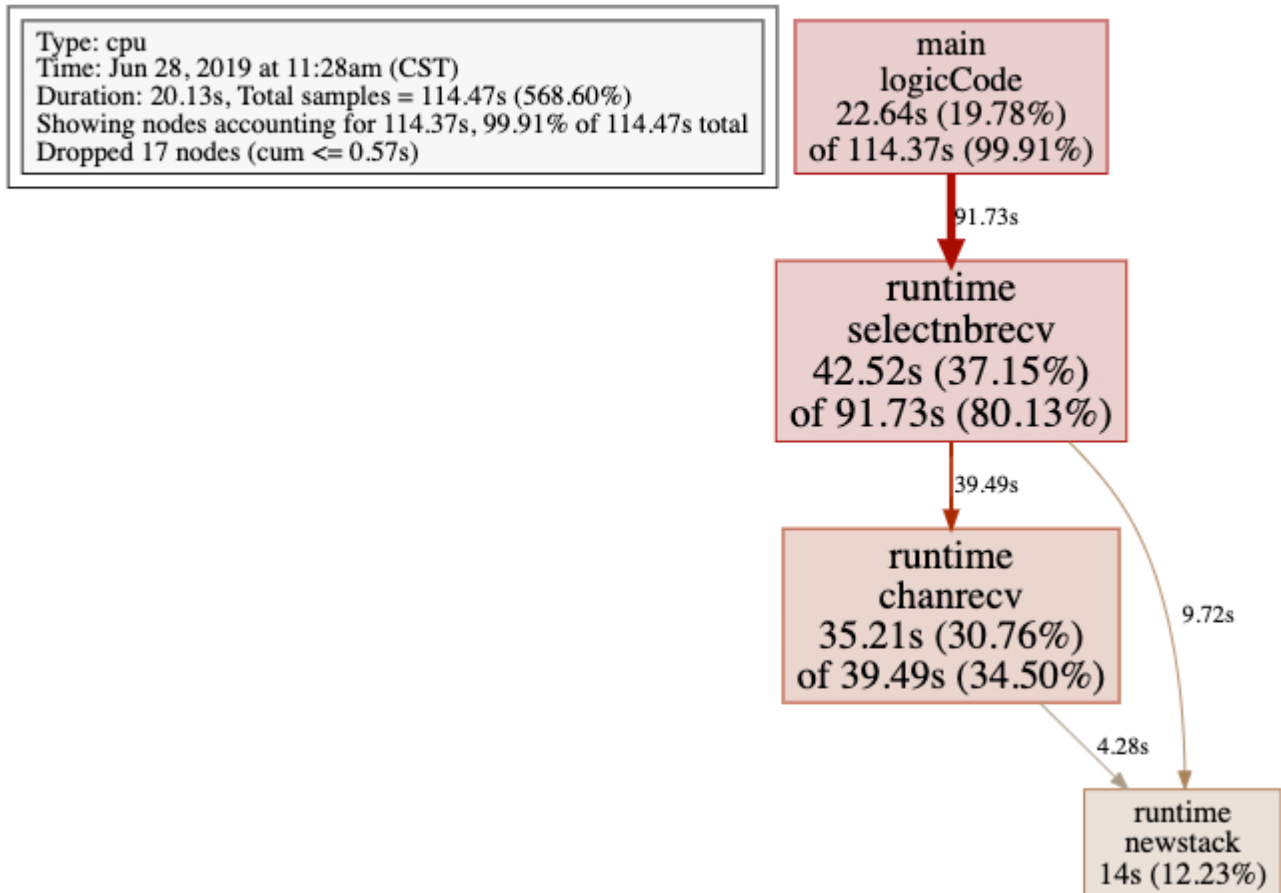 Type: cpu
Time: Jun 28, 2019 at 11:28am (CST)
Duration: 20.13s, Total samples = 114.47s (568.60%)
Showing nodes accounting for 114.37s, 99.91% of 114.47s total
Dropped 17 nodes (cum <= 0.57s)
main
logicCode
22.64s (19.78%)
of 114.37s (99.91%)
91.73s
runtime
selectnbrecv
42.52s (37.15%)
of 91.73s (80.13%)
39.49s
runtime
chanrecv
35.21s (30.76%)
of 39.49s (34.50%)
9.72s
4.28s
runtime
newstack
14s (12.23%)